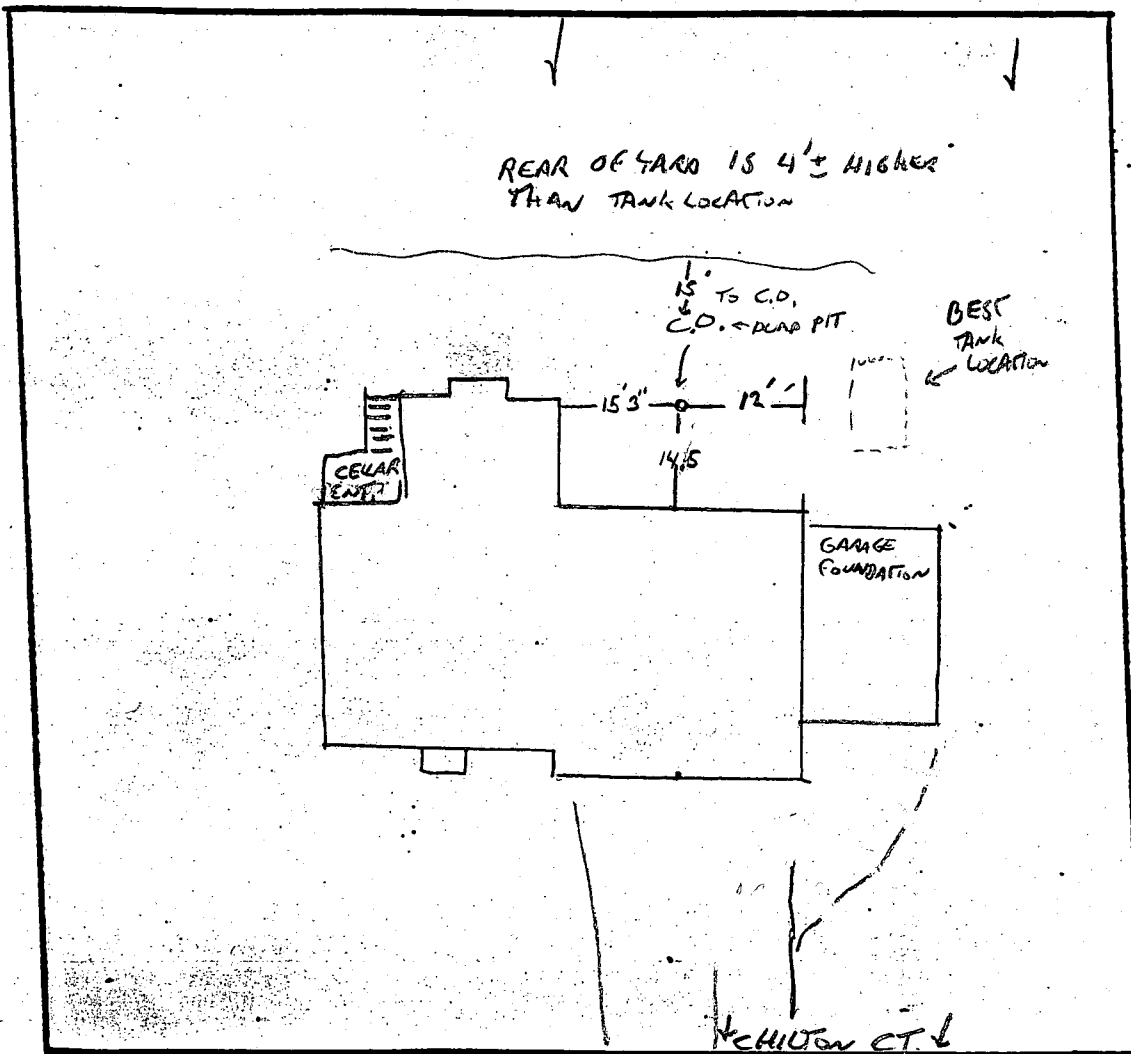 REAR OF YARD IS 4'± HIGHER
THAN TANK LOCATION
15' TO C.O.
C.O. ← DEAD PIT
BEST
TANK
LOCATION
15'3"
12'
14.5
CELLAR
ENT.
GARAGE
FOUNDATION
CHILTON CT.